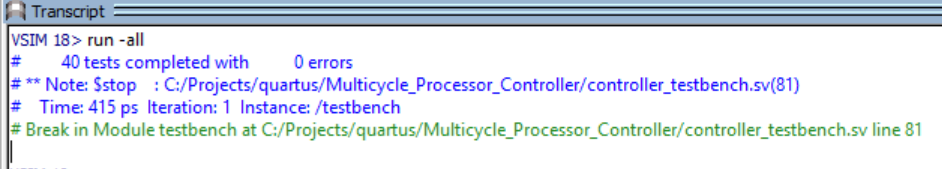 Transcript
VSIM 18> run -all
# 40 tests completed with 0 errors
# ** Note: $stop : C:/Projects/quartus/Multicycle_Processor_Controller/controller_testbench.sv(81)
# Time: 415 ps Iteration: 1 Instance: /testbench
# Break in Module testbench at C:/Projects/quartus/Multicycle_Processor_Controller/controller_testbench.sv line 81